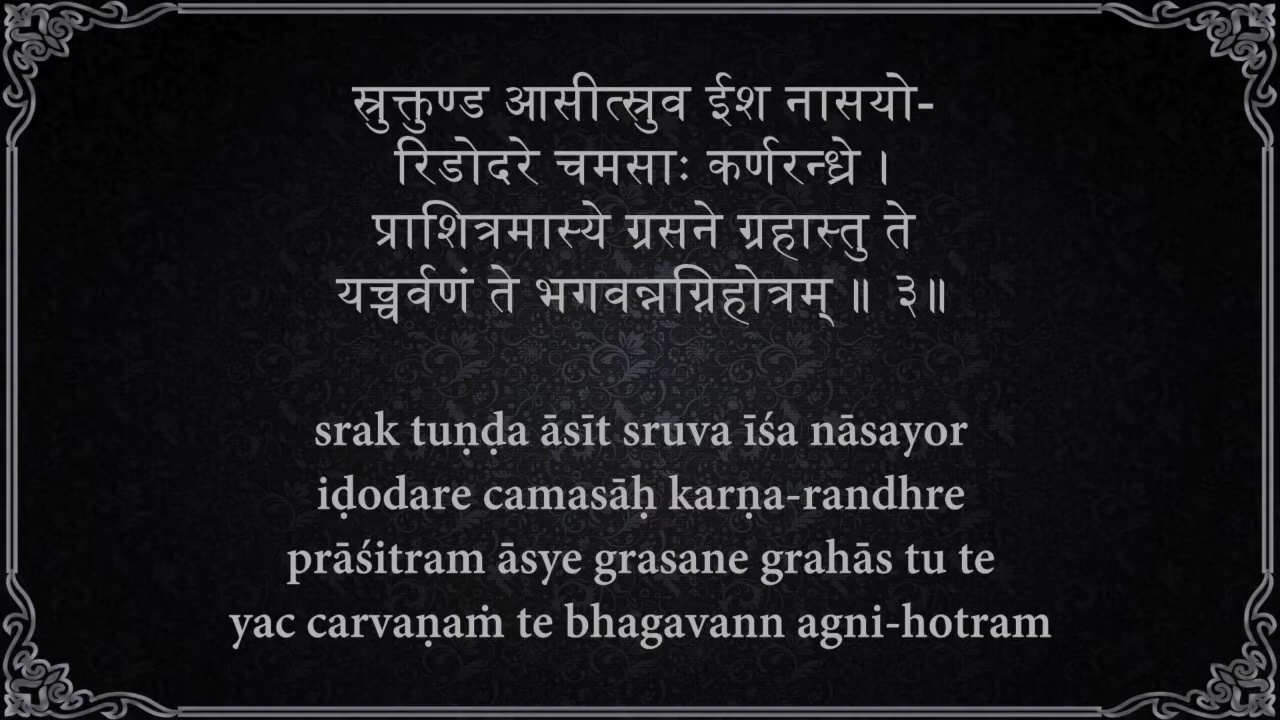 स्रुक्तुण्ड आसीत्स्रुव ईश नासयो-
रिडोदरे चमसाः कर्णरन्ध्रे ।
प्राशित्रमास्ये ग्रसने ग्रहास्तु ते
यच्चर्वणं ते भगवन्नग्निहोत्रम् ॥ ३॥
srak tuṇḍa āsīt sruva īśa nāsayor
iḍodare camasāḥ karṇa-randhre
prāśitram āsye grasane grahās tu te
yac carvaṇaṁ te bhagavann agni-hotram